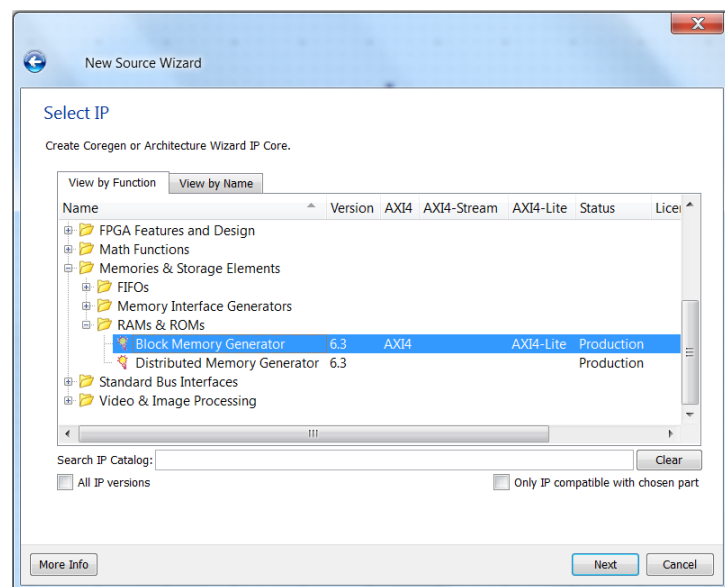 New Source Wizard
Select IP
Create Coregen or Architecture Wizard IP Core.
View by Function View by Name
Name Version AXI4 AXI4-Stream AXI4-Lite Status Licer
FPGA Features and Design
Math Functions
Memories & Storage Elements
FIFOs
Memory Interface Generators
RAMs & ROMs
Block Memory Generator 6.3 AXI4 AXI4-Lite Production
Distributed Memory Generator 6.3 Production
Standard Bus Interfaces
Video & Image Processing
Search IP Catalog: Clear
All IP versions Only IP compatible with chosen part
More Info Next Cancel